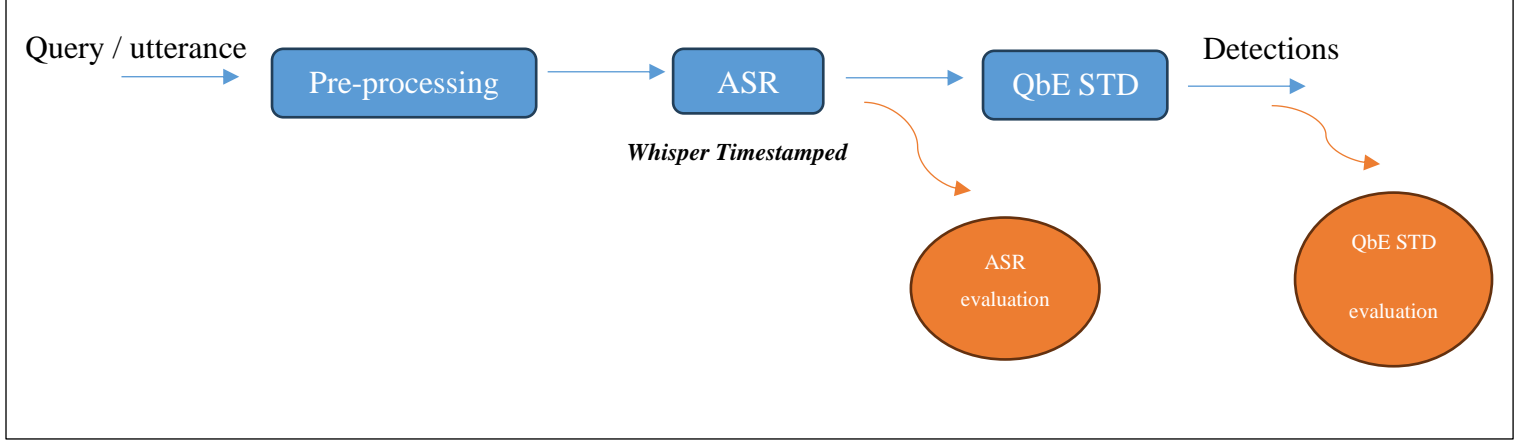 Query / utterance
Pre-processing
ASR
Whisper Timestamped
QbE STD
Detections
ASR
evaluation
QbE STD
evaluation